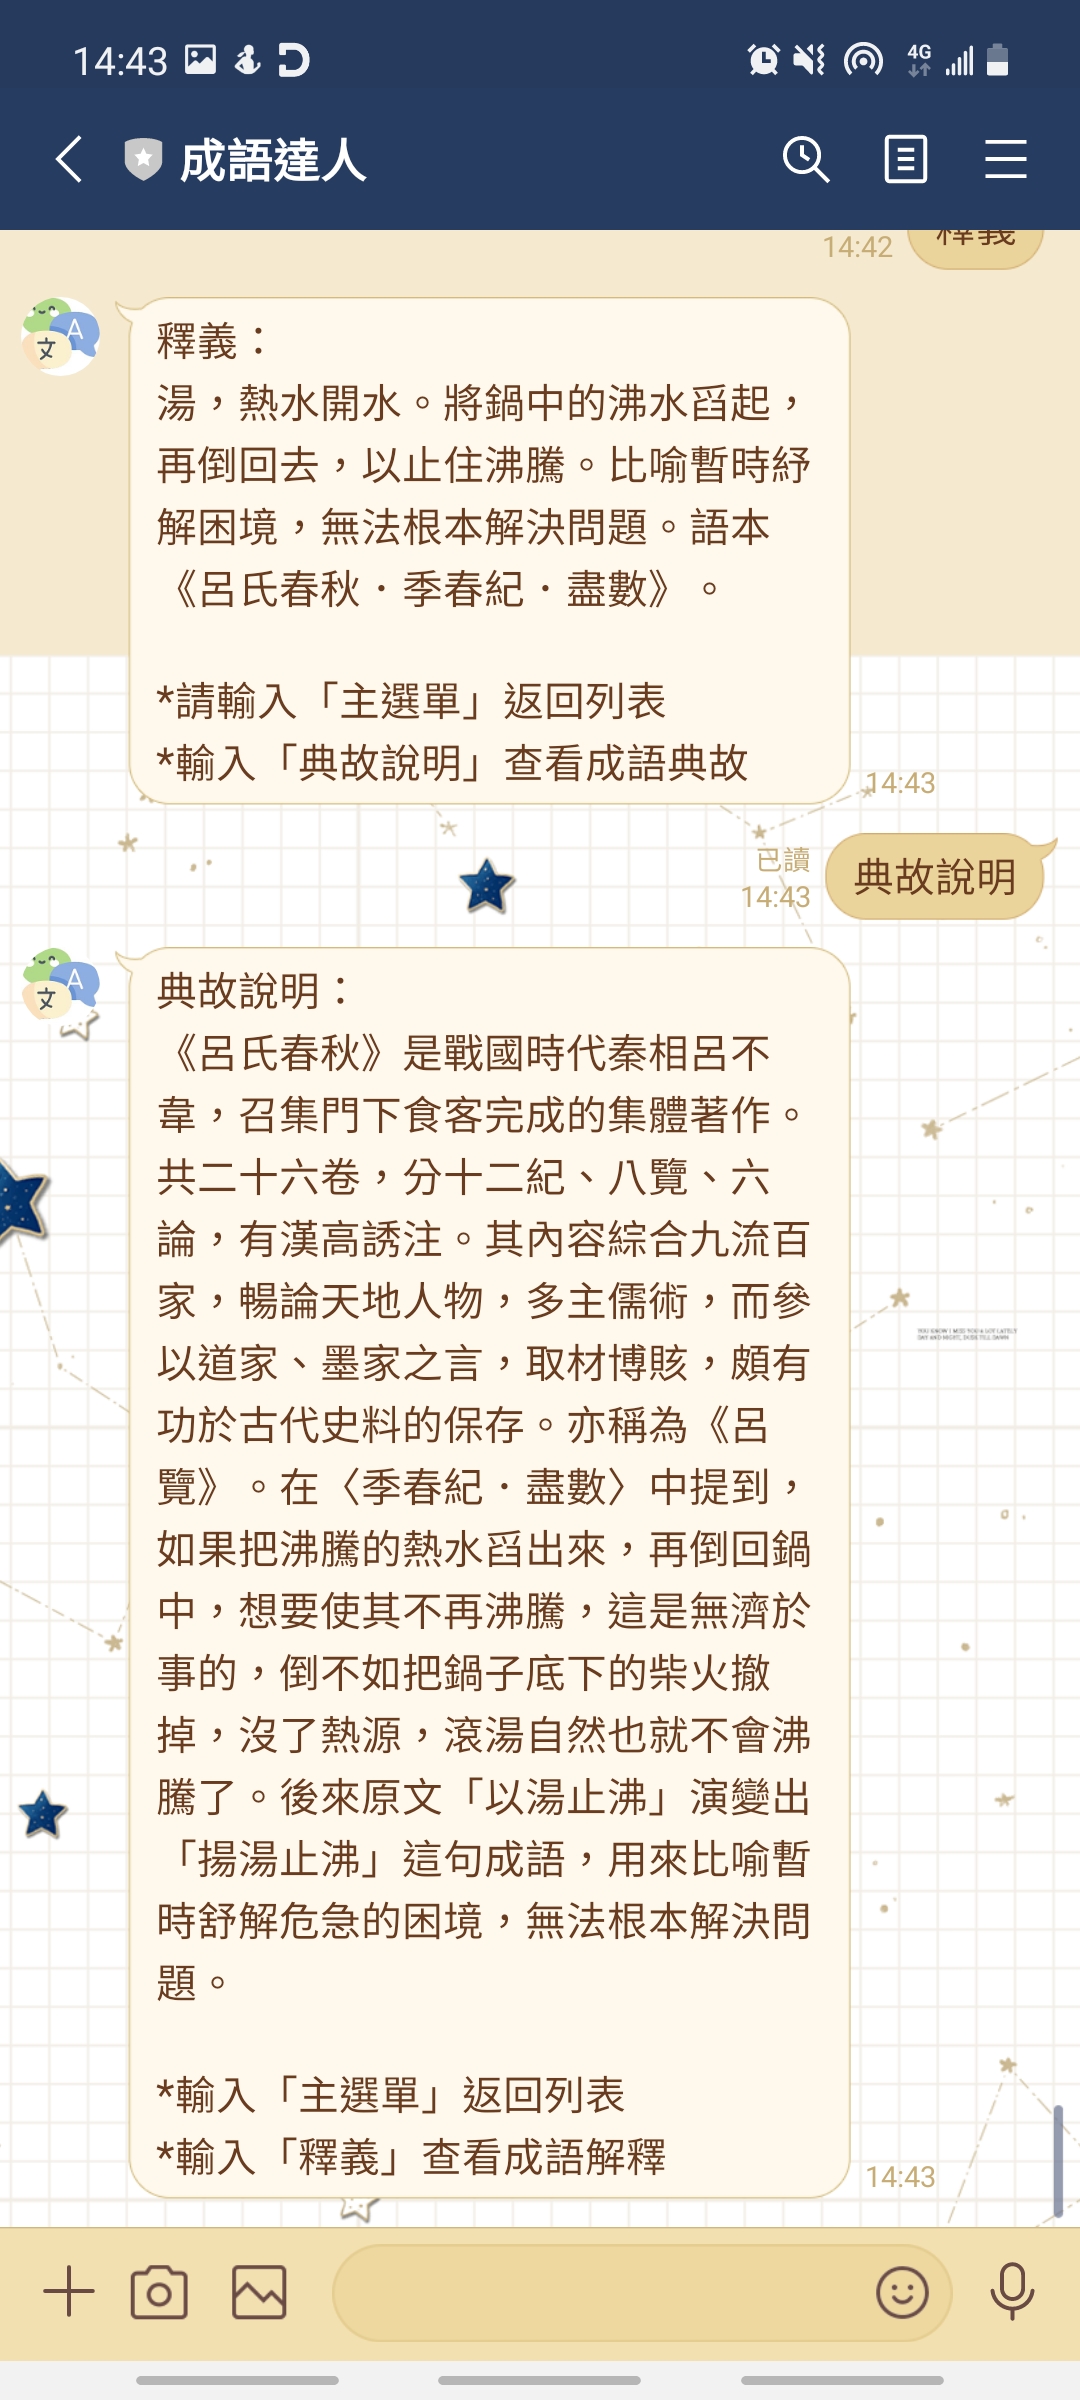 14:43
4G
成語達人
14:42
釋義
釋義：
湯，熱水開水。將鍋中的沸水舀起，
再倒回去，以止住沸騰。比喻暫時紓
解困境，無法根本解決問題。語本
《呂氏春秋．季春紀．盡數》。
*請輸入「主選單」返回列表
*輸入「典故說明」查看成語典故
14:43
已讀
14:43
典故說明
典故說明：
《呂氏春秋》是戰國時代秦相呂不
韋，召集門下食客完成的集體著作。
共二十六卷，分十二紀、八覽、六
論，有漢高誘注。其內容綜合九流百
家，暢論天地人物，多主儒術，而參
以道家、墨家之言，取材博賅，頗有
功於古代史料的保存。亦稱為《呂
覽》。在〈季春紀．盡數〉中提到，
如果把沸騰的熱水舀出來，再倒回鍋
中，想要使其不再沸騰，這是無濟於
事的，倒不如把鍋子底下的柴火撤
掉，沒了熱源，滾湯自然也就不會沸
騰了。後來原文「以湯止沸」演變出
「揚湯止沸」這句成語，用來比喻暫
時舒解危急的困境，無法根本解決問
題。
*輸入「主選單」返回列表
*輸入「釋義」查看成語解釋
14:43